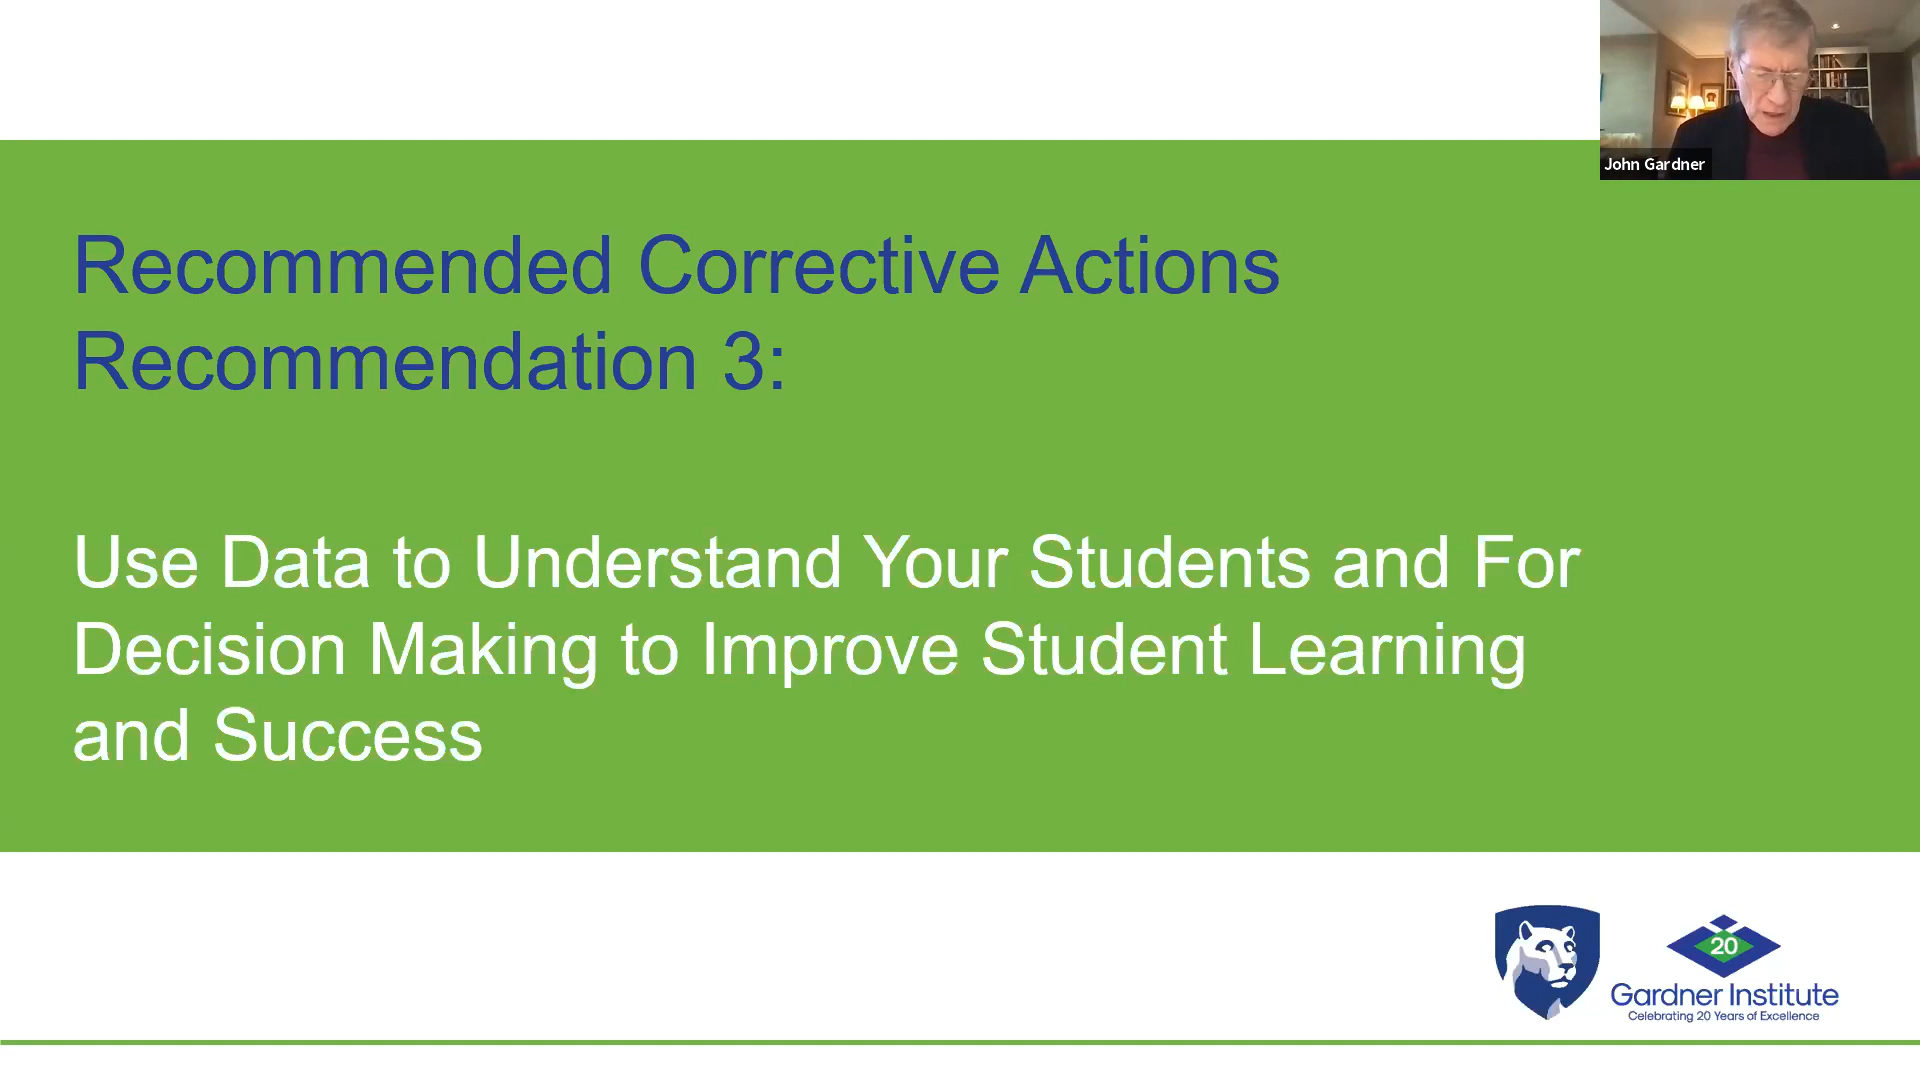 John Gardner
Recommended Corrective Actions
Recommendation 3:
Use Data to Understand Your Students and For
Decision Making to Improve Student Learning
and Success
20
Gardner Institute
Celebrating 20 Years of Excellence